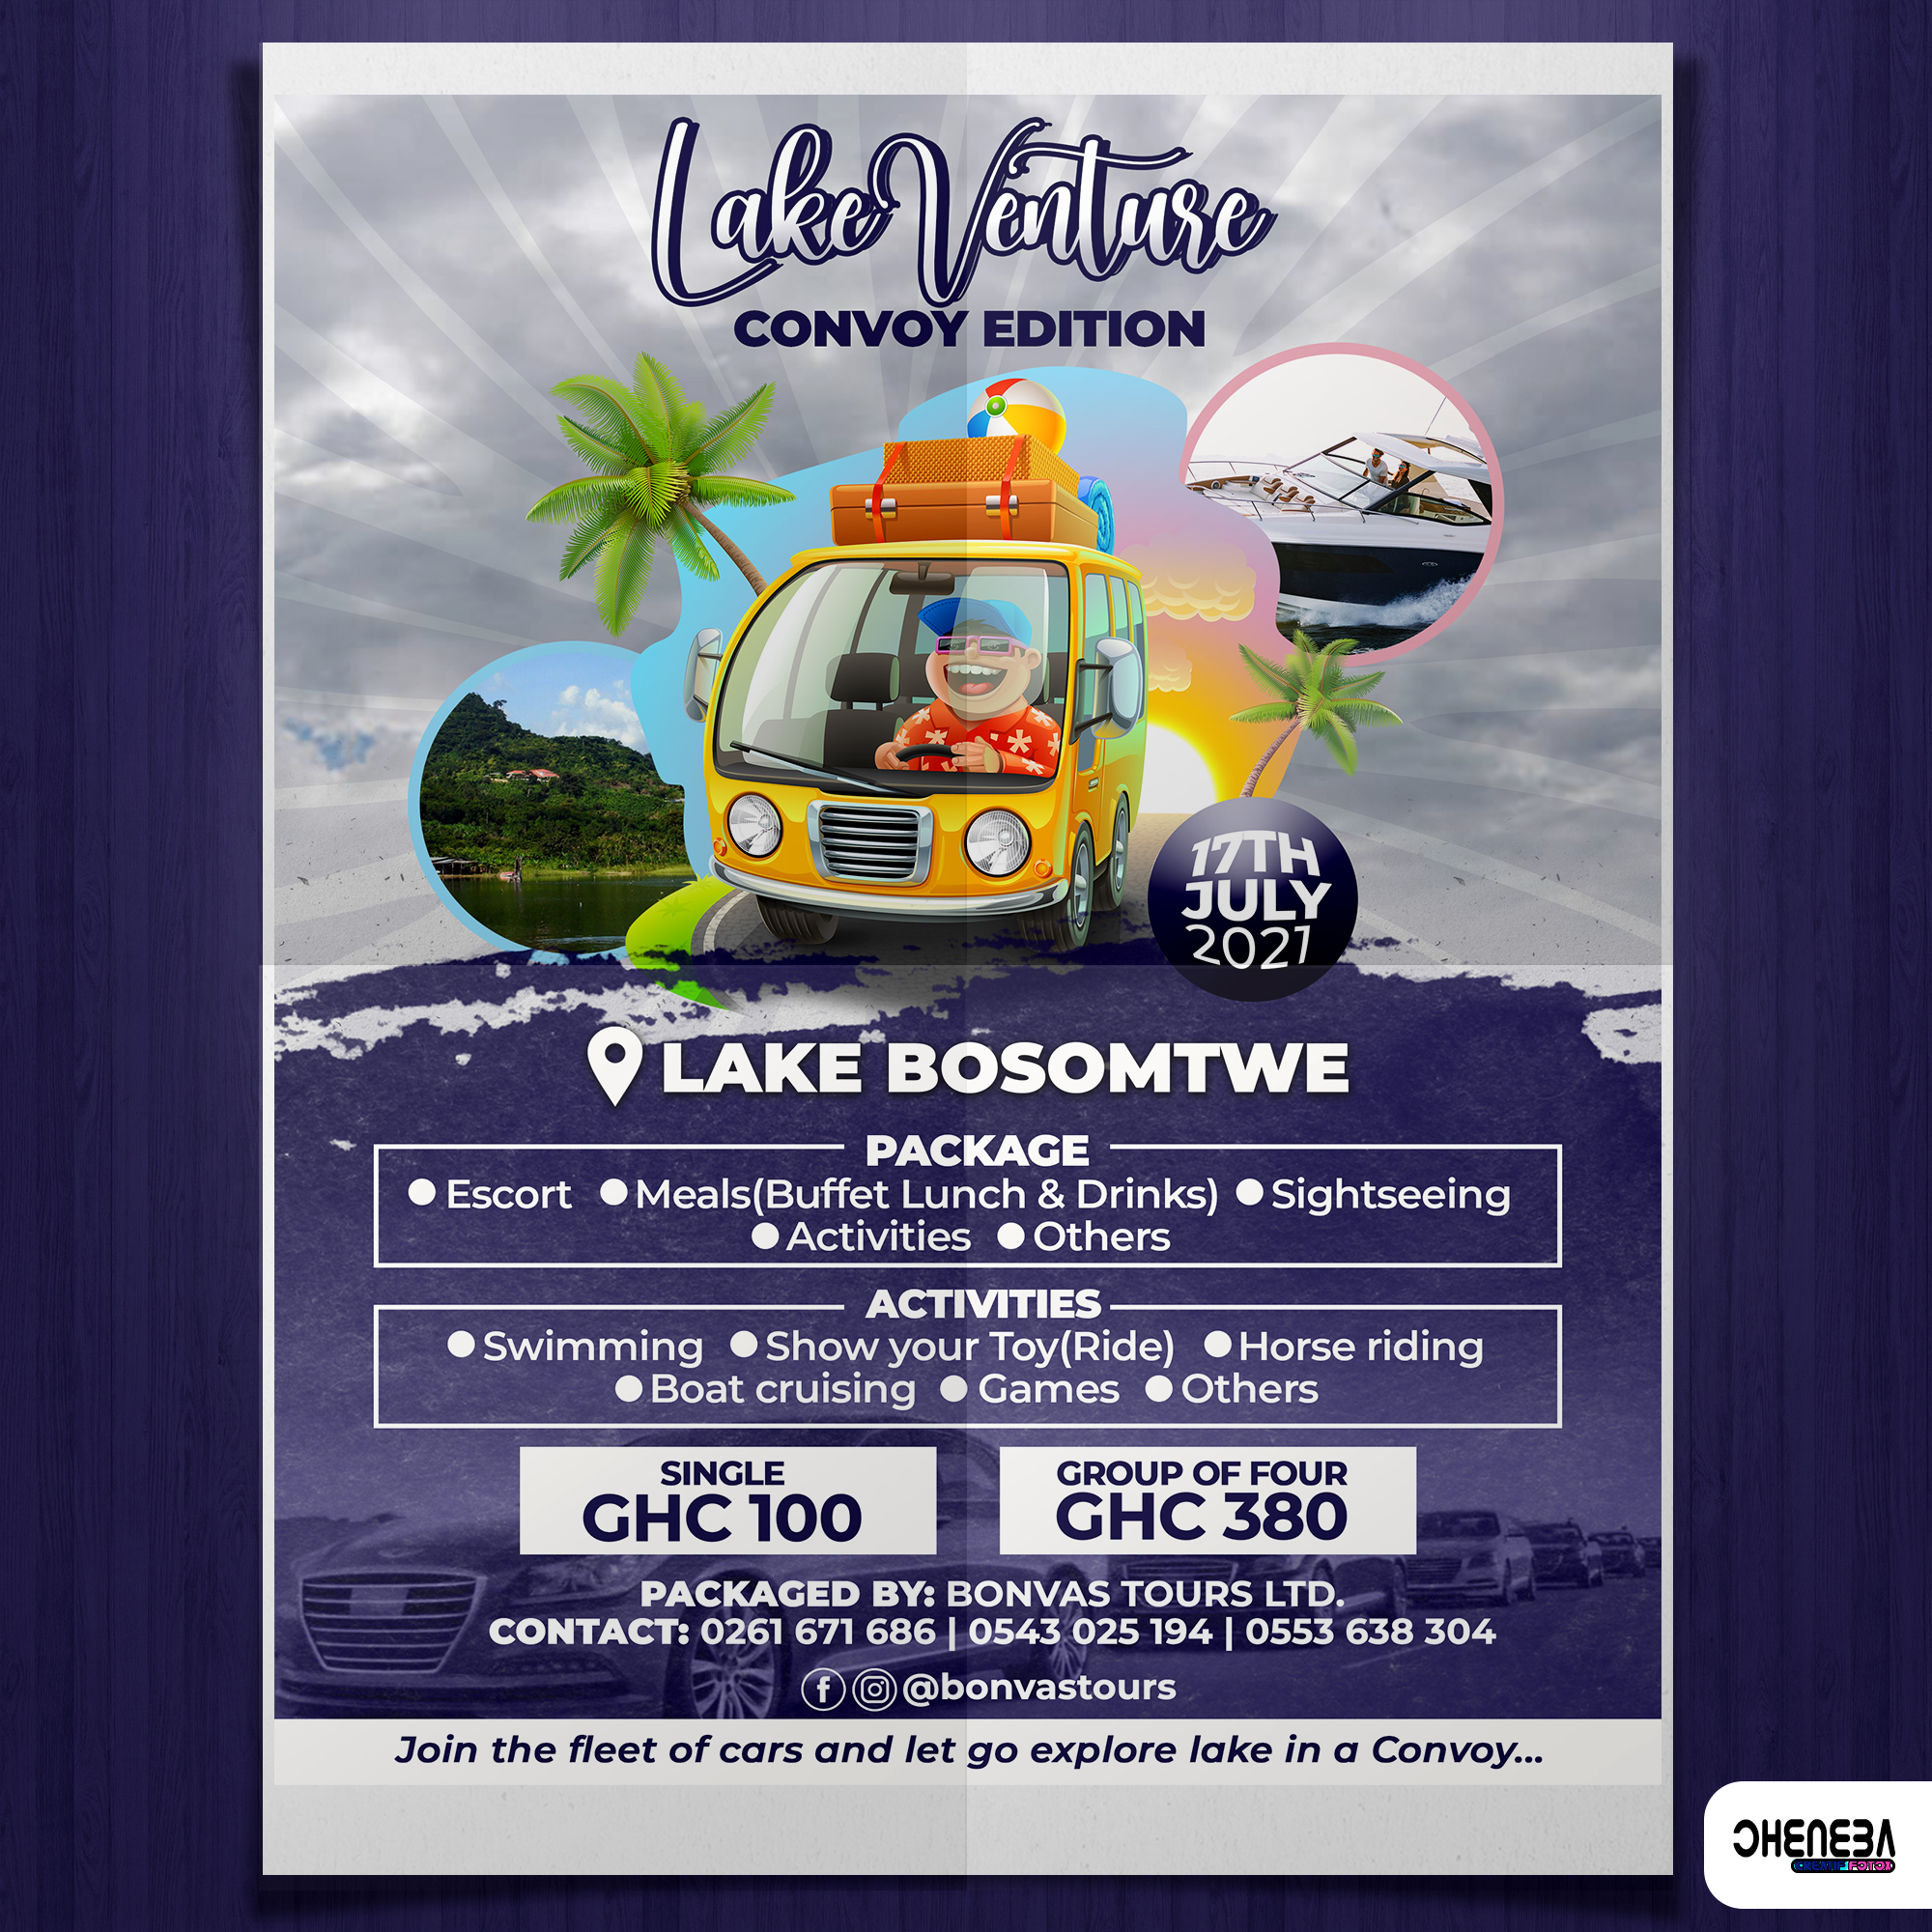 Lake Venture
CONVOY EDITION
17TH
JULY
2021
LAKE BOSOMTWE
PACKAGE
● Escort ● Meals(Buffet Lunch & Drinks) ● Sightseeing
● Activities ● Others
ACTIVITIES
● Swimming ● Show your Toy(Ride) ● Horse riding
● Boat cruising ● Games ● Others
SINGLE
GHC 100
GROUP OF FOUR
GHC 380
PACKAGED BY: BONVAS TOURS LTD.
CONTACT: 0261 671 686 | 0543 025 194 | 0553 638 304
@bonvastours
Join the fleet of cars and let go explore lake in a Convoy...